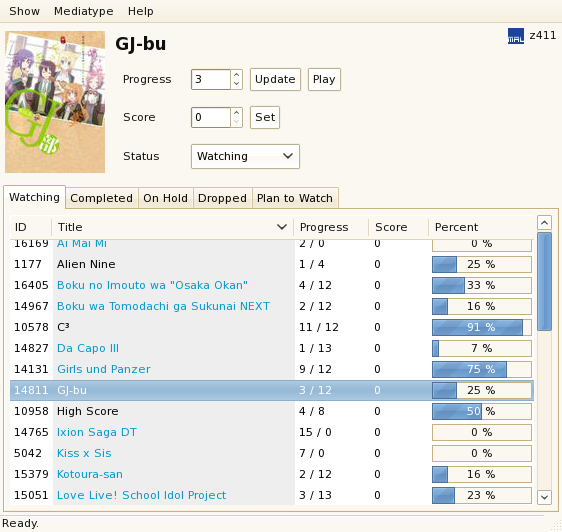 Show Mediatype Help
GJ-bu
MAL z411
Progress 3 Update Play
Score 0 Set
Status Watching
GJ部
Watching Completed On Hold Dropped Plan to Watch
ID Title Progress Score Percent
16169 Ai Mai Mi 2 / 0 0 0 %
1177 Alien Nine 1 / 4 0 25 %
16405 Boku no Imouto wa "Osaka Okan" 4 / 12 0 33 %
14967 Boku wa Tomodachi ga Sukunai NEXT 2 / 12 0 16 %
10578 C³ 11 / 12 0 91 %
14827 Da Capo III 1 / 13 0 7 %
14131 Girls und Panzer 9 / 12 0 75 %
14811 GJ-bu 3 / 12 0 25 %
10958 High Score 4 / 8 0 50 %
14765 Ixion Saga DT 15 / 0 0 0 %
5042 Kiss x Sis 7 / 0 0 0 %
15379 Kotoura-san 2 / 12 0 16 %
15051 Love Live! School Idol Project 3 / 13 0 23 %
Ready.